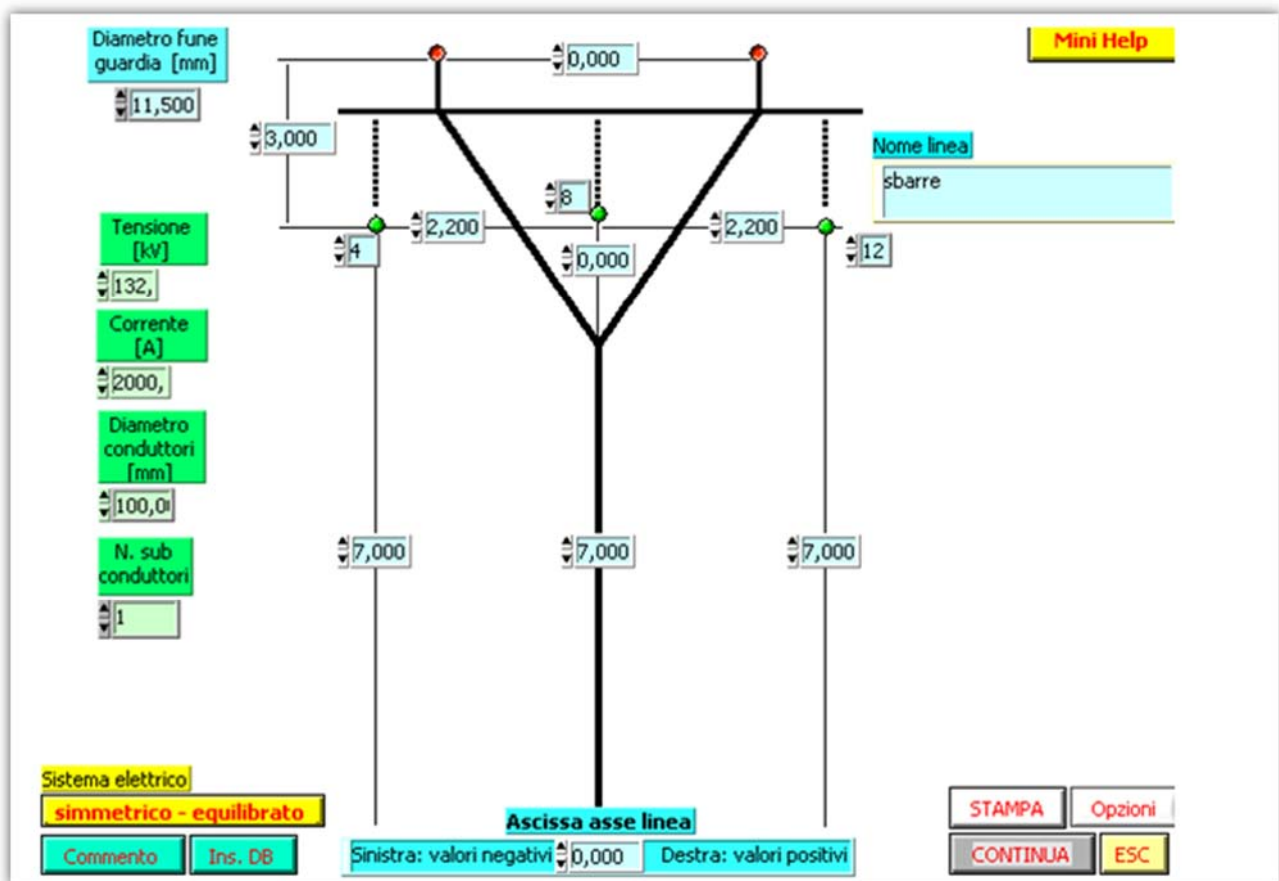 Diametro fune
guardia [mm]
11,500
0,000
Mini Help
3,000
Nome linea
sbarre
8
2,200
2,200
4
0,000
12
Tensione
[kV]
132,
Corrente
[A]
2000,
Diametro
conduttori
[mm]
100,0
7,000
7,000
7,000
N. sub
conduttori
1
Sistema elettrico
simmetrico - equilibrato
Commento
Ins. DB
Ascissa asse linea
Sinistra: valori negativi
0,000
Destra: valori positivi
STAMPA
Opzioni
CONTINUA
ESC